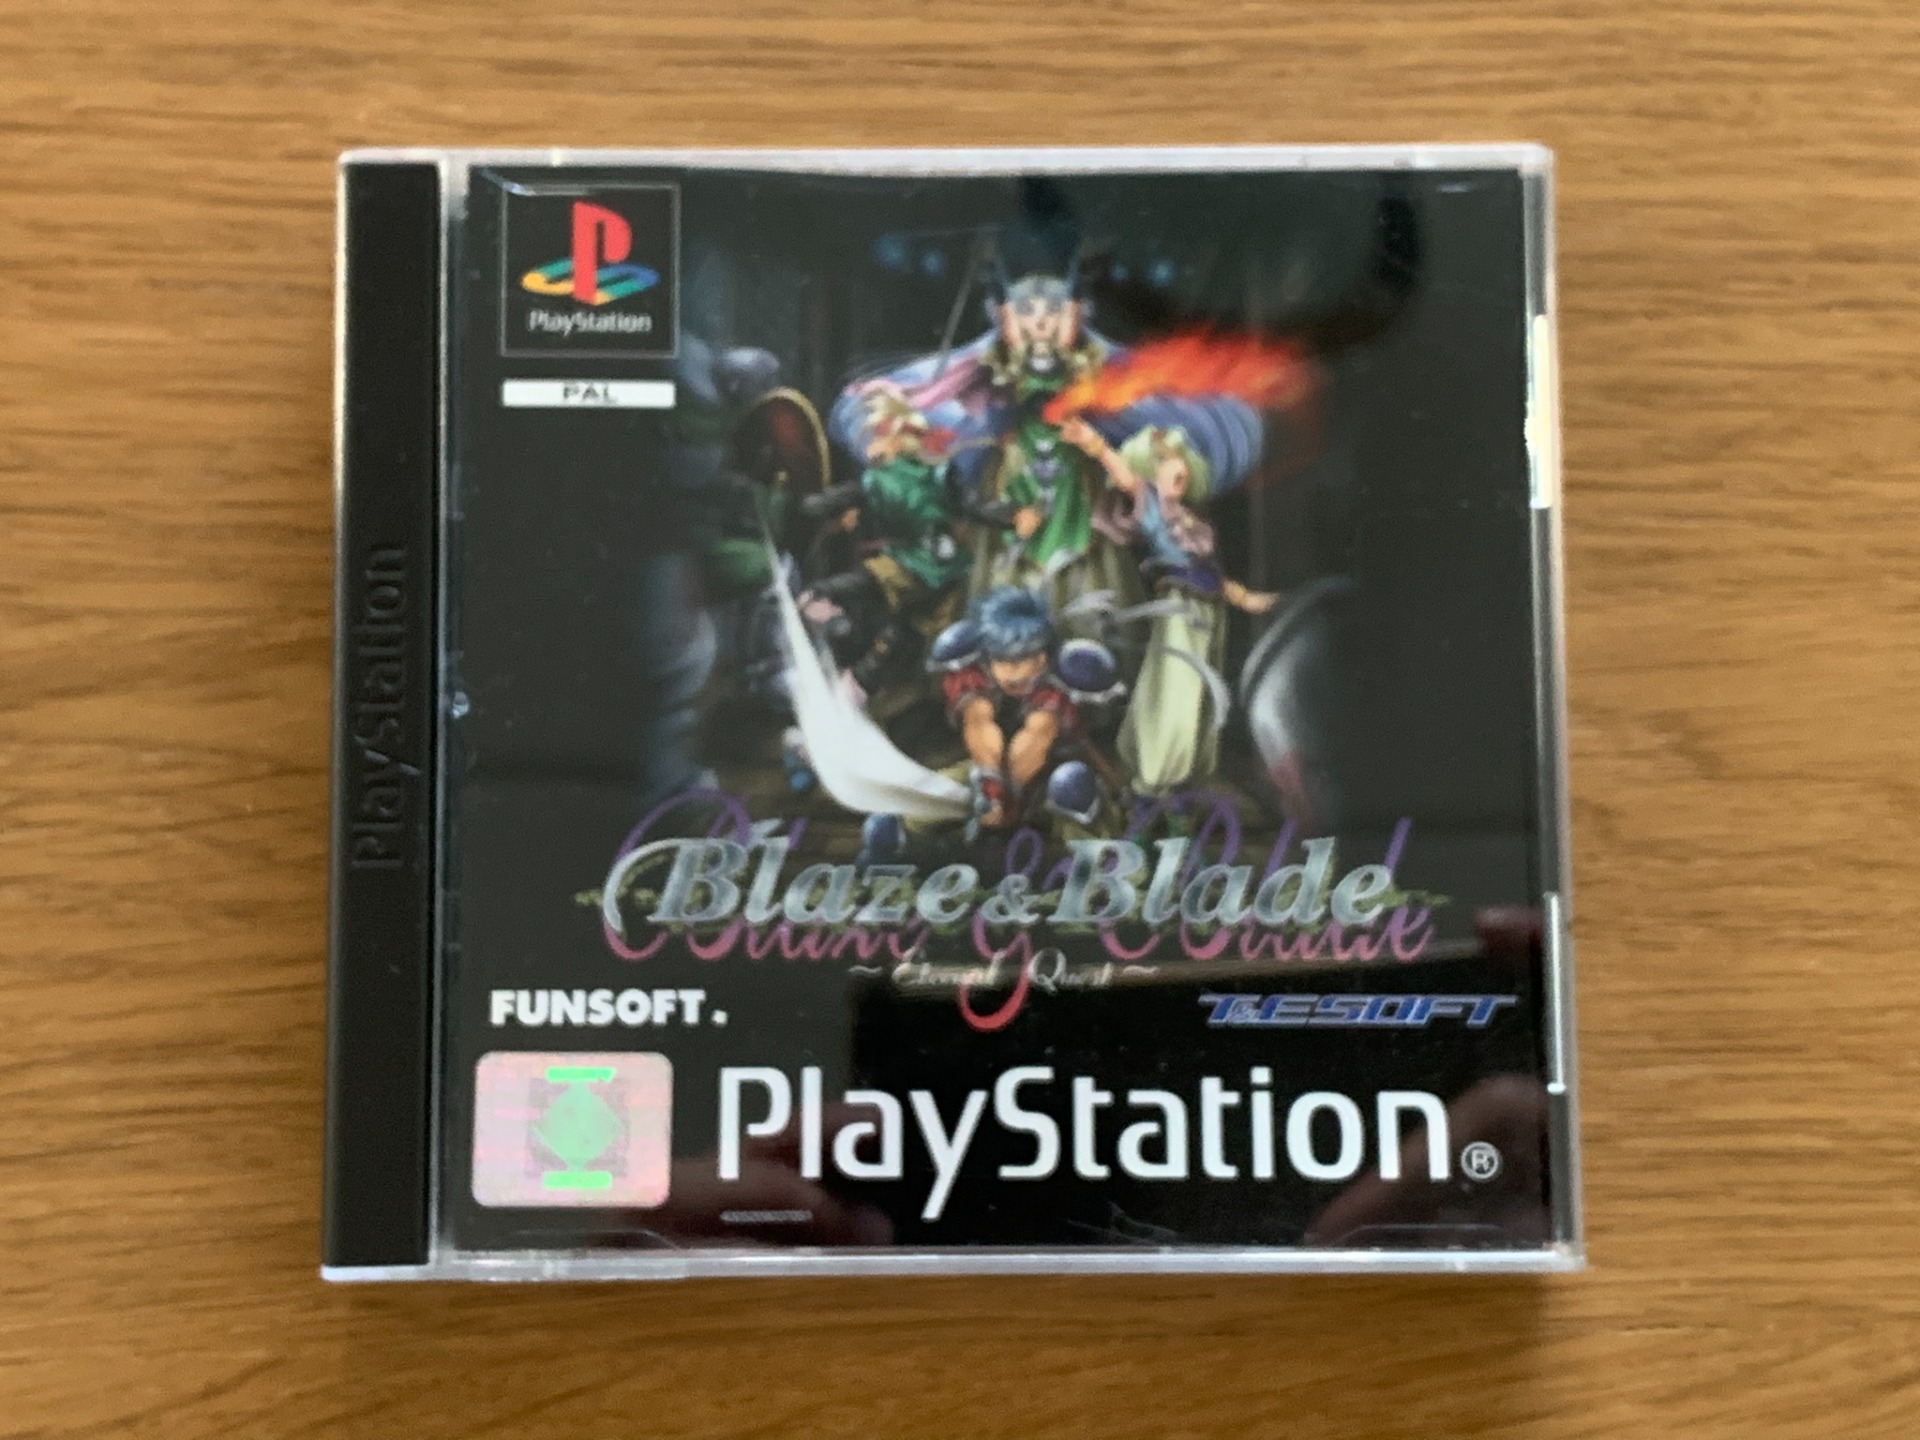 PlayStation
PlayStation
PAL
Blaze & Blade
~ Eternal Quest ~
FUNSOFT.
T&ESOFT
PlayStation®